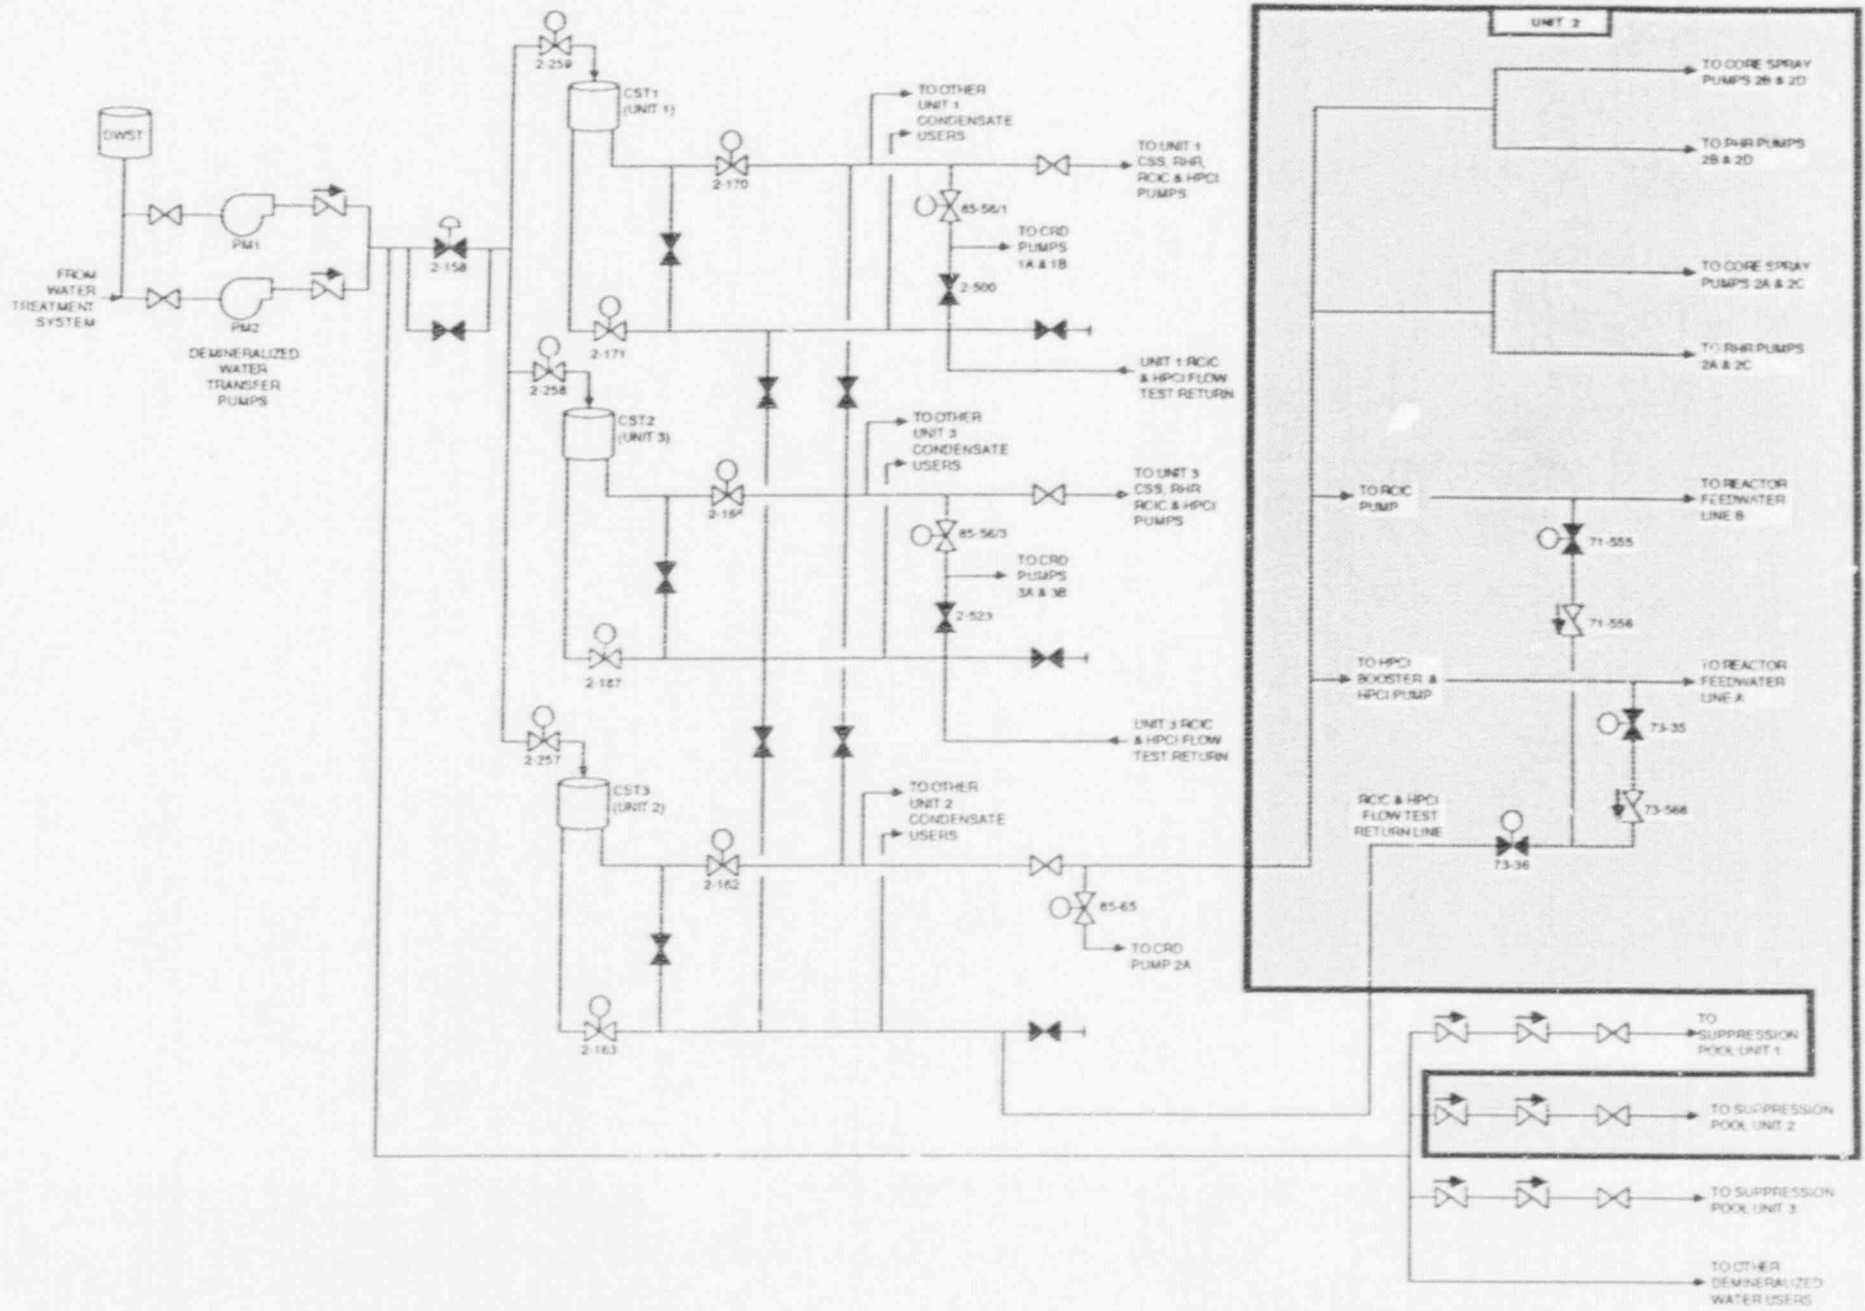 UNIT 2
2-259
CST1
(UNIT 1)
TO OTHER
UNIT 1
CONDENSATE
USERS
TO CORE SPRAY
PUMPS 2B & 2D
DWST
2-170
TO UNIT 1
CSS, RHR,
RCIC & HPCI
PUMPS
TO RHR PUMPS
2B & 2D
PM1
85-56/1
TO CRD
PUMPS
1A & 1B
2-158
FROM
WATER
TREATMENT
SYSTEM
PM2
2-500
TO CORE SPRAY
PUMPS 2A & 2C
DEMINERALIZED
WATER
TRANSFER
PUMPS
2-171
2-258
UNIT 1 RCIC
& HPCI FLOW
TEST RETURN
TO RHR PUMPS
2A & 2C
CST2
(UNIT 3)
TO OTHER
UNIT 3
CONDENSATE
USERS
TO UNIT 3
CSS, RHR
RCIC & HPCI
PUMPS
TO RCIC
PUMP
TO REACTOR
FEEDWATER
LINE B
85-56/3
71-555
TO CRD
PUMPS
3A & 3B
2-523
71-556
2-187
TO HPCI
BOOSTER &
HPCI PUMP
TO REACTOR
FEEDWATER
LINE A
UNIT 3 RCIC
& HPCI FLOW
TEST RETURN
73-35
2-257
CST3
(UNIT 2)
TO OTHER
UNIT 2
CONDENSATE
USERS
RCIC & HPCI
FLOW TEST
RETURN LINE
73-566
2-162
73-36
85-65
TO CRD
PUMP 2A
2-163
TO
SUPPRESSION
POOL UNIT 1
TO SUPPRESSION
POOL UNIT 2
TO SUPPRESSION
POOL UNIT 3
TO OTHER
DEMINERALIZED
WATER USERS